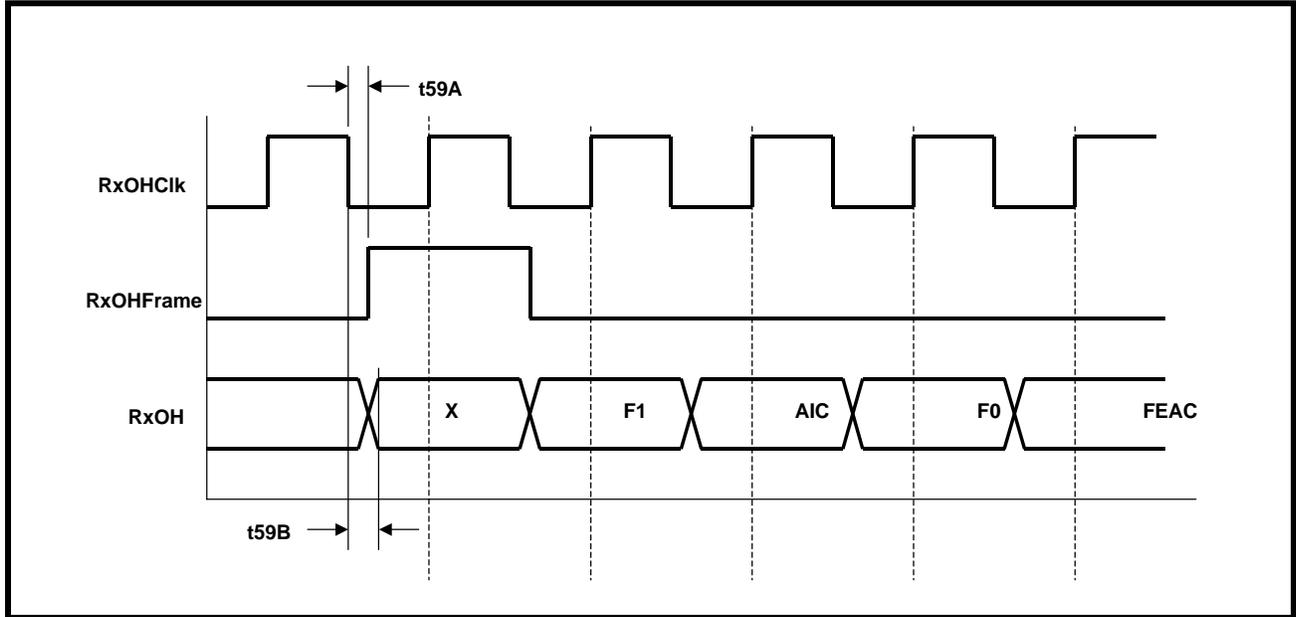 t59A
RxOHClk
RxOHFrame
RxOH
X
F1
AIC
F0
FEAC
t59B